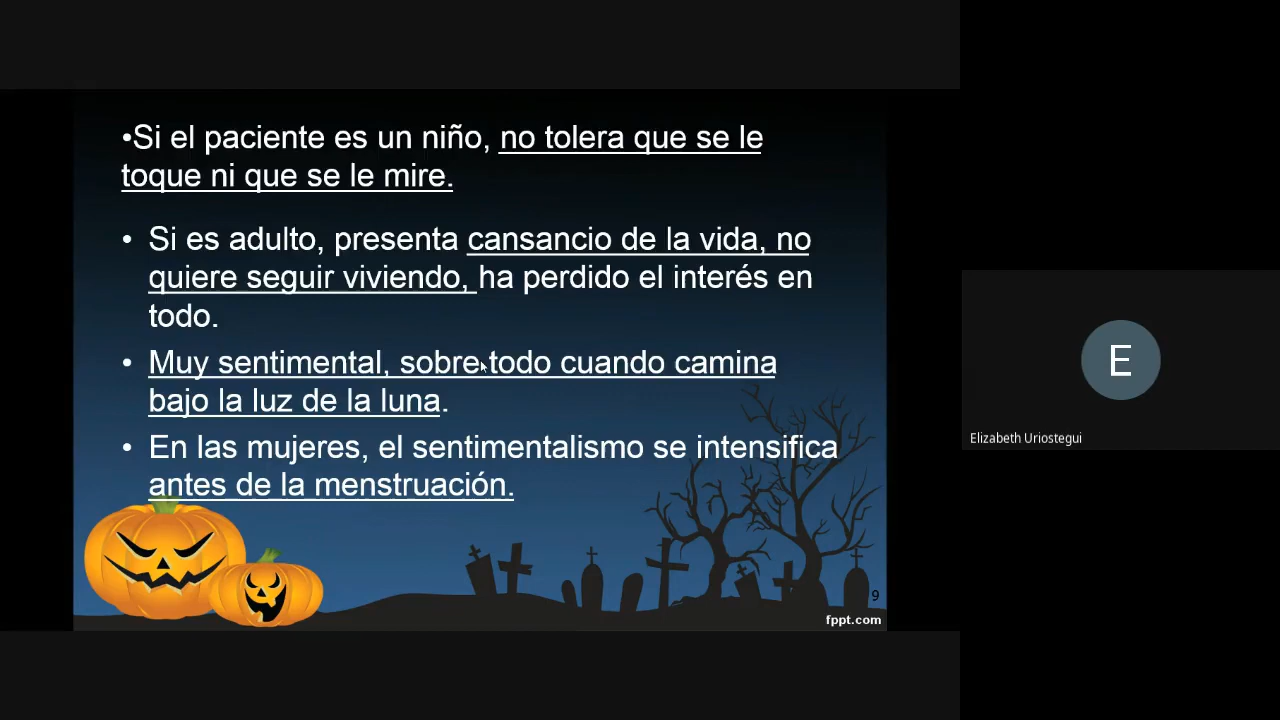 •Si el paciente es un niño, no tolera que se le
toque ni que se le mire.
• Si es adulto, presenta cansancio de la vida, no
quiere seguir viviendo, ha perdido el interés en
todo.
• Muy sentimental, sobre todo cuando camina
bajo la luz de la luna.
• En las mujeres, el sentimentalismo se intensifica
antes de la menstruación.
9
fppt.com
E
Elizabeth Uriostegui